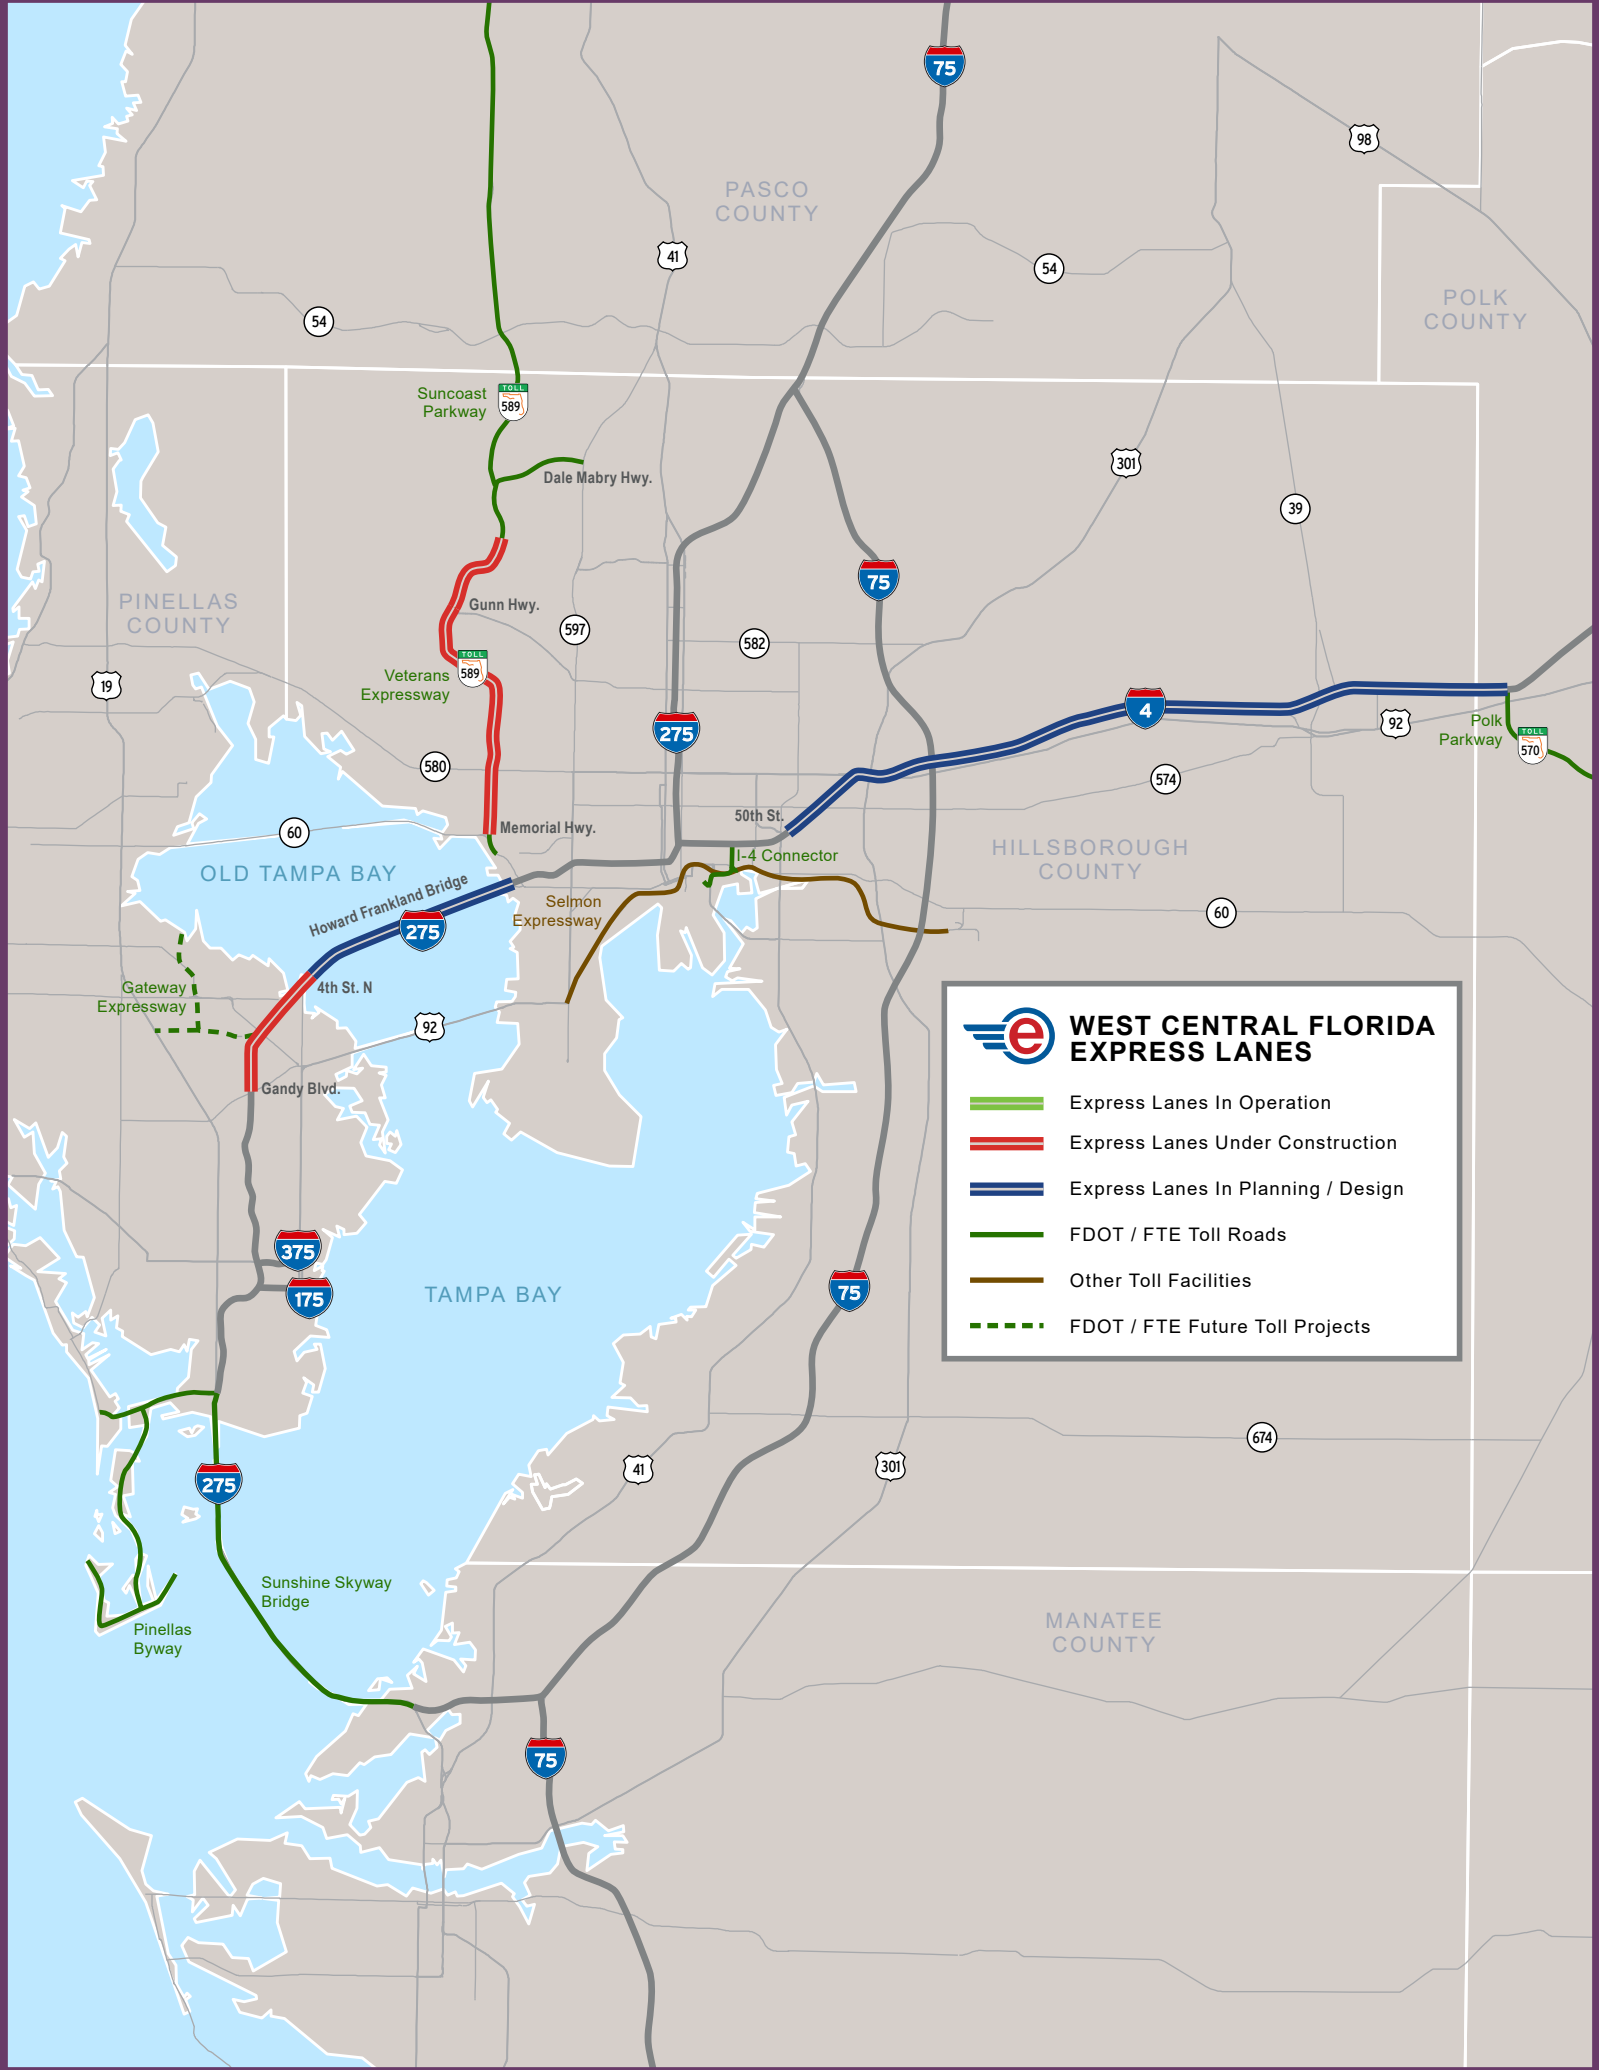 75
98
PASCO
COUNTY
41
54
54
POLK
COUNTY
Suncoast
Parkway
TOLL
589
Dale Mabry Hwy.
301
39
75
PINELLAS
COUNTY
Gunn Hwy.
597
582
19
Veterans
Expressway
TOLL
589
275
4
92
Polk
Parkway
TOLL
570
580
574
60
Memorial Hwy.
50th St.
I-4 Connector
HILLSBOROUGH
COUNTY
OLD TAMPA BAY
Howard Frankland Bridge
275
Selmon
Expressway
60
Gateway
Expressway
4th St. N
92
Gandy Blvd.
e
WEST CENTRAL FLORIDA
EXPRESS LANES
Express Lanes In Operation
Express Lanes Under Construction
Express Lanes In Planning / Design
FDOT / FTE Toll Roads
Other Toll Facilities
FDOT / FTE Future Toll Projects
375
175
TAMPA BAY
75
275
41
301
674
Sunshine Skyway
Bridge
Pinellas
Byway
MANATEE
COUNTY
75